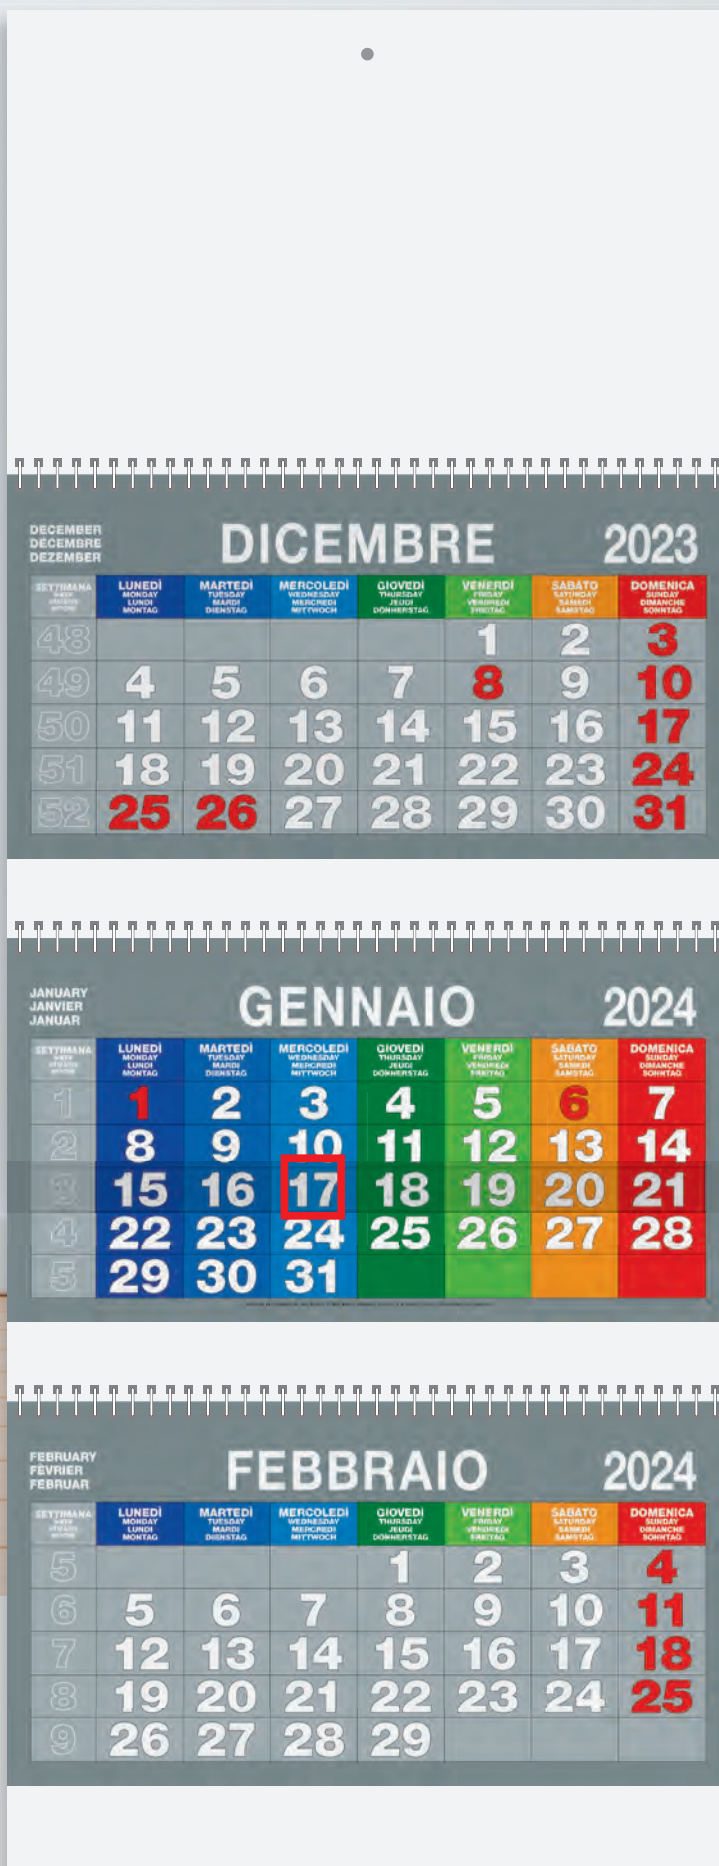 DECEMBER
DÉCEMBRE
DEZEMBER
DICEMBRE 2023
SETTIMANA LUNEDÌ MARTEDÌ MERCOLEDÌ GIOVEDÌ VENERDÌ SABATO DOMENICA
MONDAY TUESDAY WEDNESDAY THURSDAY FRIDAY SATURDAY SUNDAY
LUNDI MARDI MERCREDI JEUDI VENDREDI SAMEDI DIMANCHE
MONTAG DIENSTAG MITTWOCH DONNERSTAG FREITAG SAMSTAG SONNTAG
48 1 2 3
49 4 5 6 7 8 9 10
50 11 12 13 14 15 16 17
51 18 19 20 21 22 23 24
52 25 26 27 28 29 30 31
JANUARY
JANVIER
JANUAR
GENNAIO 2024
SETTIMANA LUNEDÌ MARTEDÌ MERCOLEDÌ GIOVEDÌ VENERDÌ SABATO DOMENICA
MONDAY TUESDAY WEDNESDAY THURSDAY FRIDAY SATURDAY SUNDAY
LUNDI MARDI MERCREDI JEUDI VENDREDI SAMEDI DIMANCHE
MONTAG DIENSTAG MITTWOCH DONNERSTAG FREITAG SAMSTAG SONNTAG
1 1 2 3 4 5 6 7
2 8 9 10 11 12 13 14
3 15 16 17 18 19 20 21
4 22 23 24 25 26 27 28
5 29 30 31
FEBRUARY
FÉVRIER
FEBRUAR
FEBBRAIO 2024
SETTIMANA LUNEDÌ MARTEDÌ MERCOLEDÌ GIOVEDÌ VENERDÌ SABATO DOMENICA
MONDAY TUESDAY WEDNESDAY THURSDAY FRIDAY SATURDAY SUNDAY
LUNDI MARDI MERCREDI JEUDI VENDREDI SAMEDI DIMANCHE
MONTAG DIENSTAG MITTWOCH DONNERSTAG FREITAG SAMSTAG SONNTAG
5 1 2 3 4
6 5 6 7 8 9 10 11
7 12 13 14 15 16 17 18
8 19 20 21 22 23 24 25
9 26 27 28 29